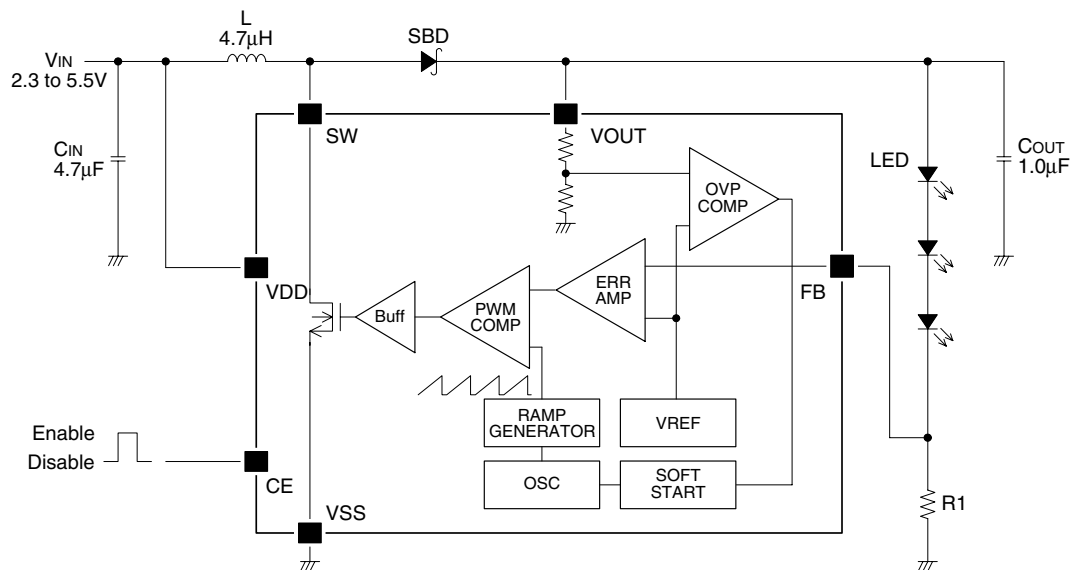 L
4.7μH
SBD
VIN
2.3 to 5.5V
SW
VOUT
CIN
4.7μF
LED
COUT
1.0μF
OVP
COMP
VDD
ERR
AMP
FB
Buff
PWM
COMP
RAMP
GENERATOR
VREF
Enable
Disable
CE
OSC
SOFT
START
R1
VSS